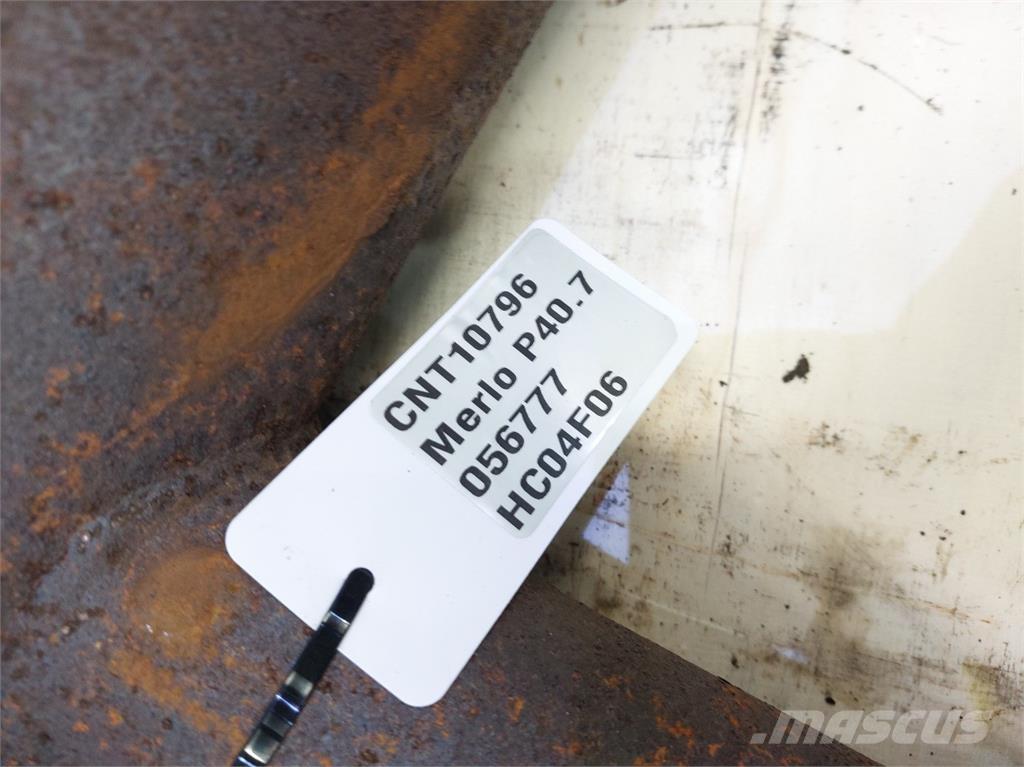 CNT10796
Merlo P40.7
056777
HC04F06
MASCUS